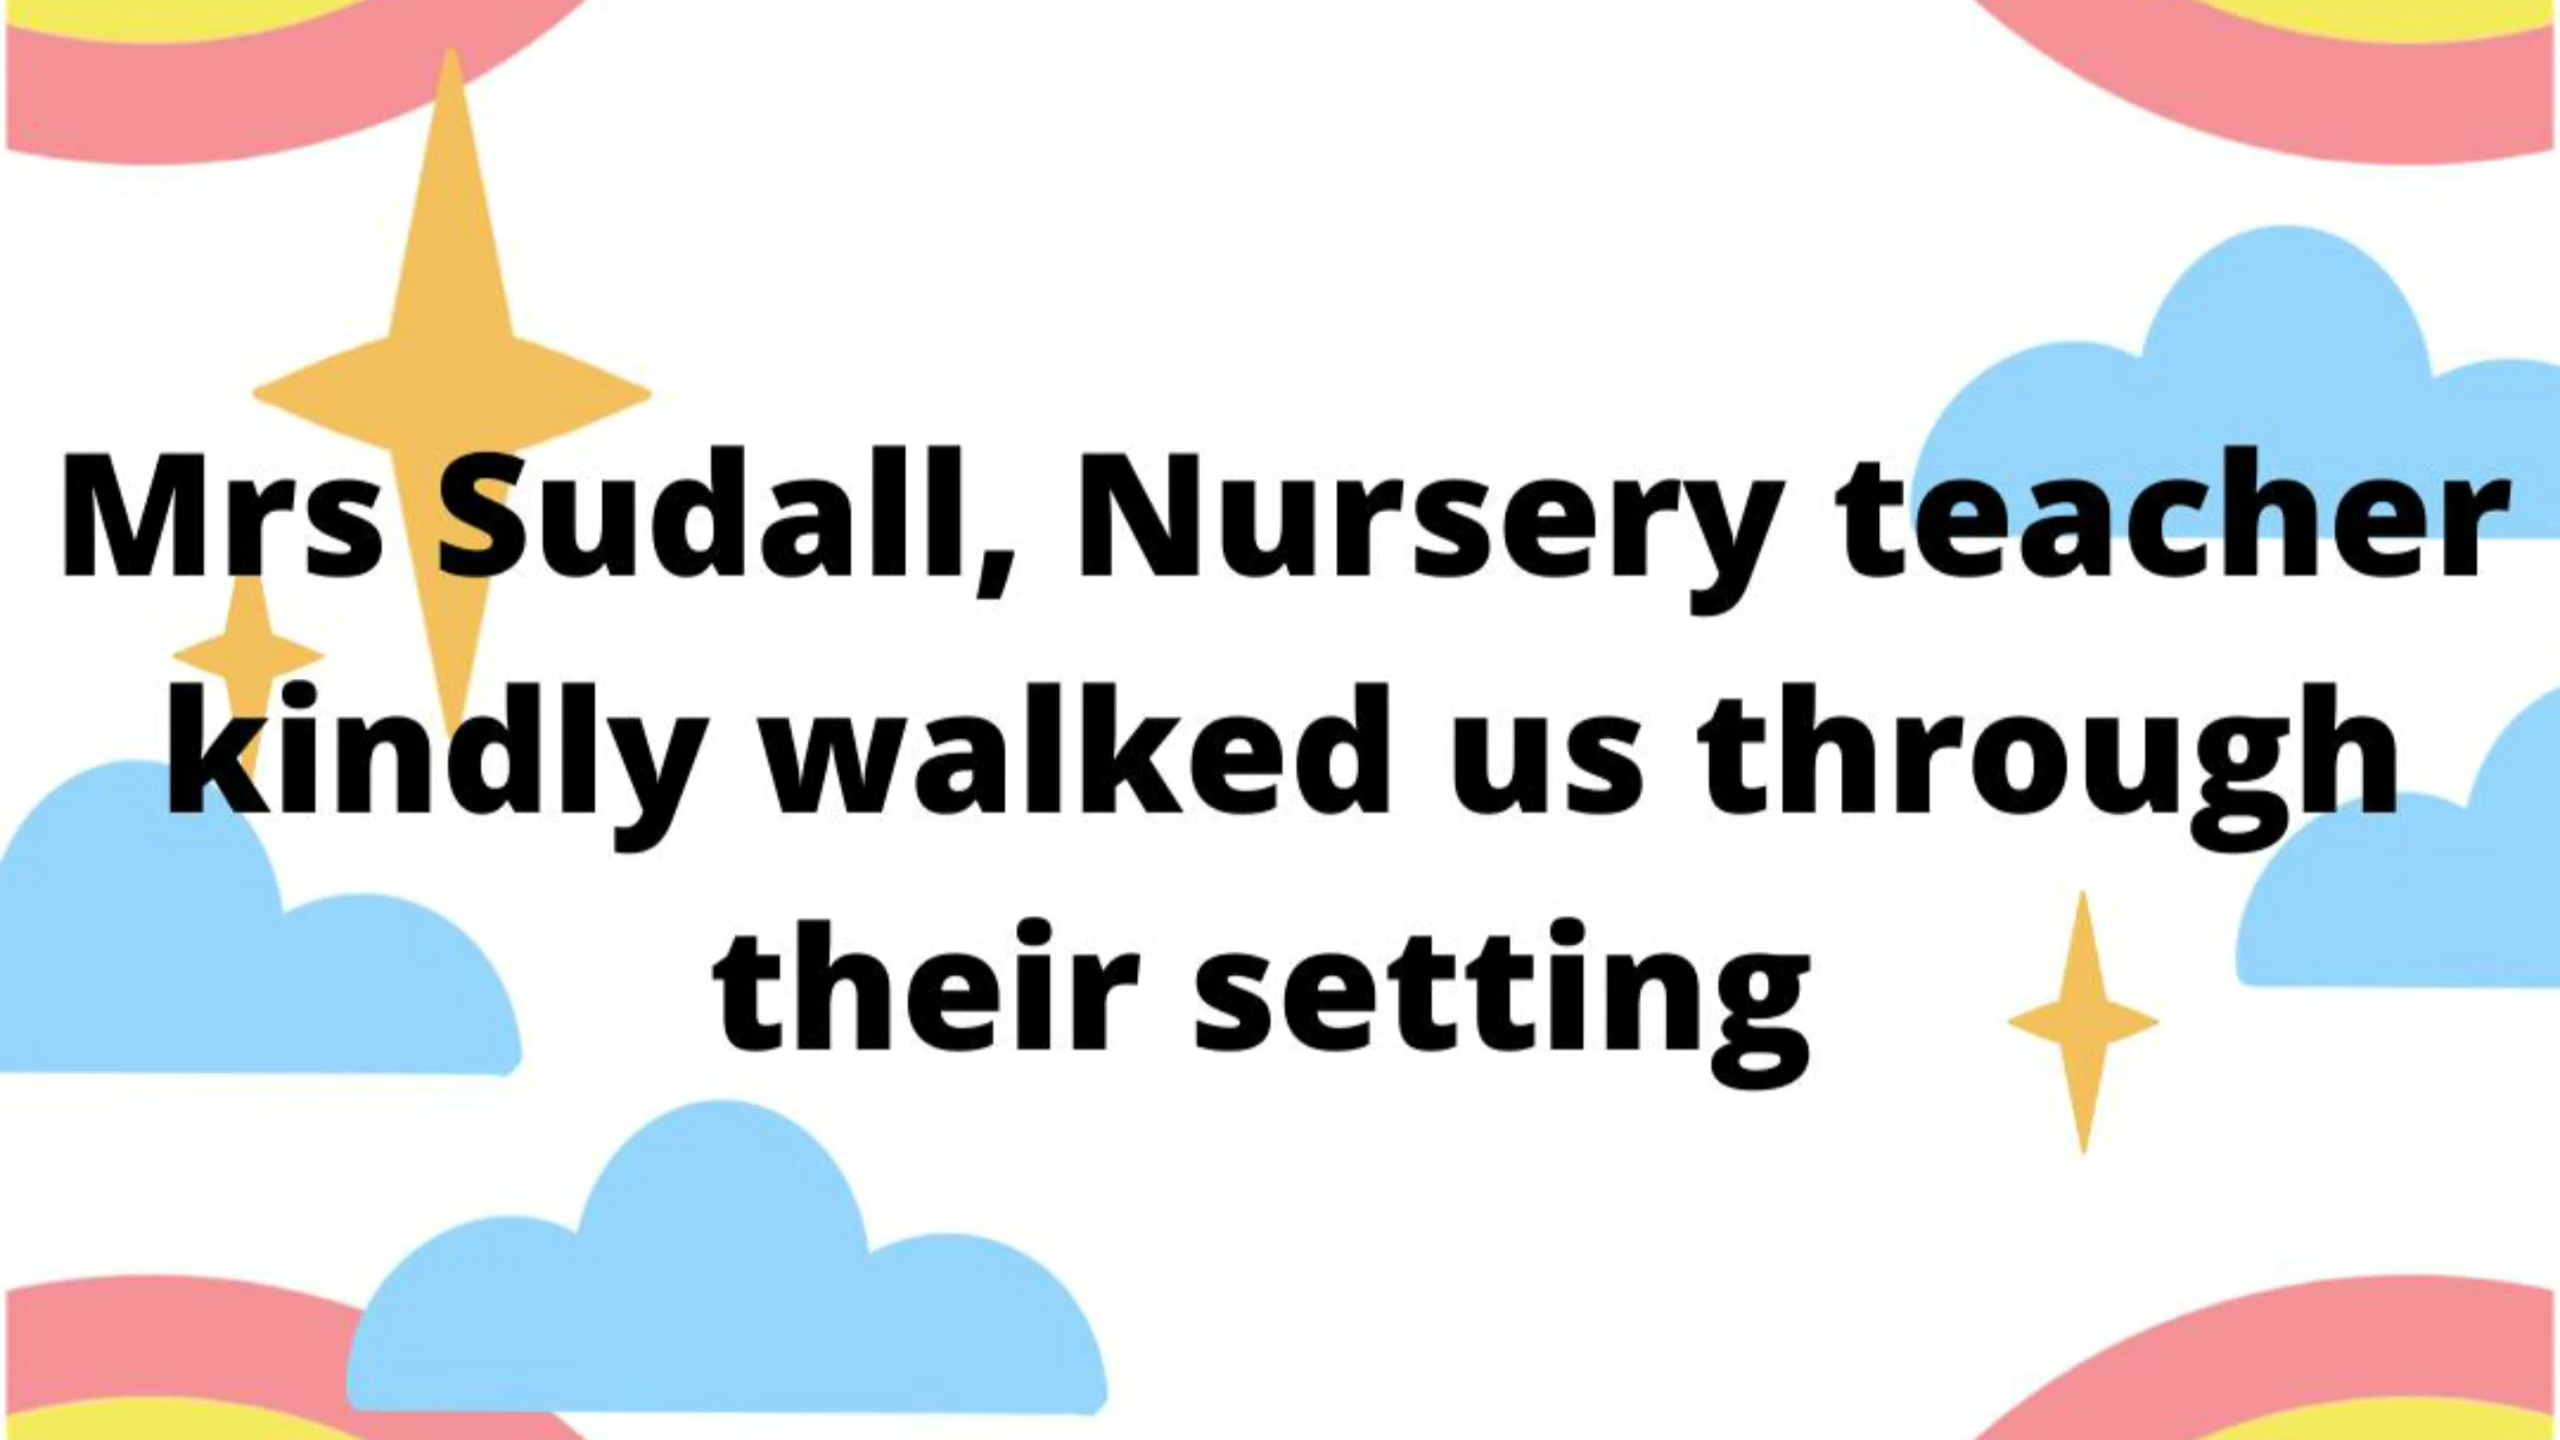 Mrs Sudall, Nursery teacher
kindly walked us through
their setting